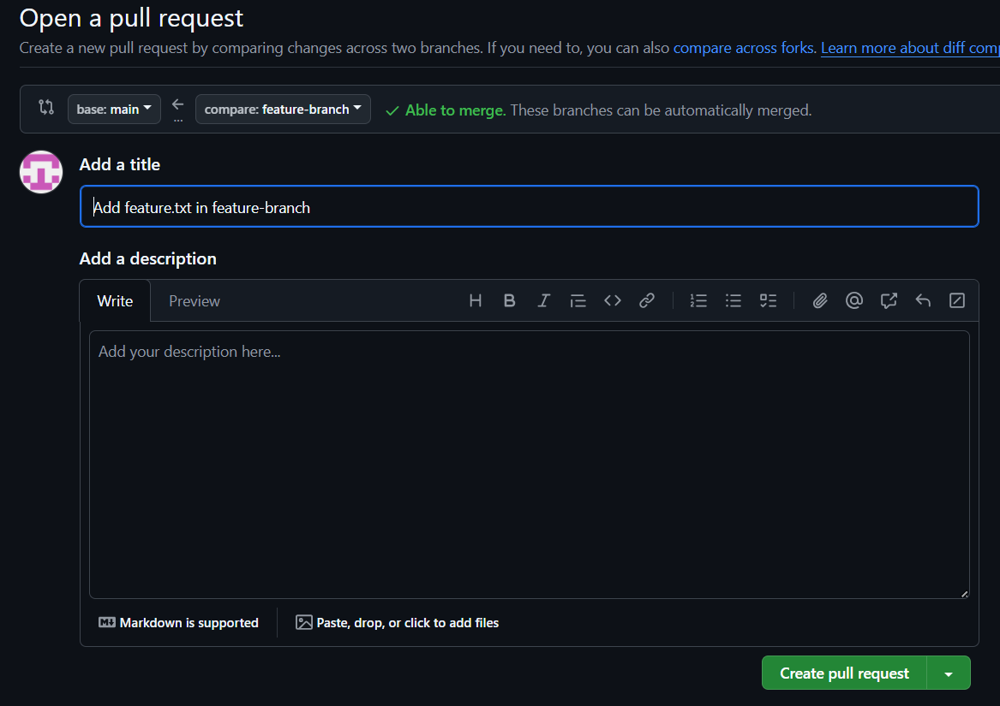 Open a pull request
Create a new pull request by comparing changes across two branches. If you need to, you can also compare across forks. Learn more about diff com
base: main ← ... compare: feature-branch ✓ Able to merge. These branches can be automatically merged.
Add a title
Add feature.txt in feature-branch
Add a description
Write Preview
Add your description here...
Markdown is supported Paste, drop, or click to add files
Create pull request